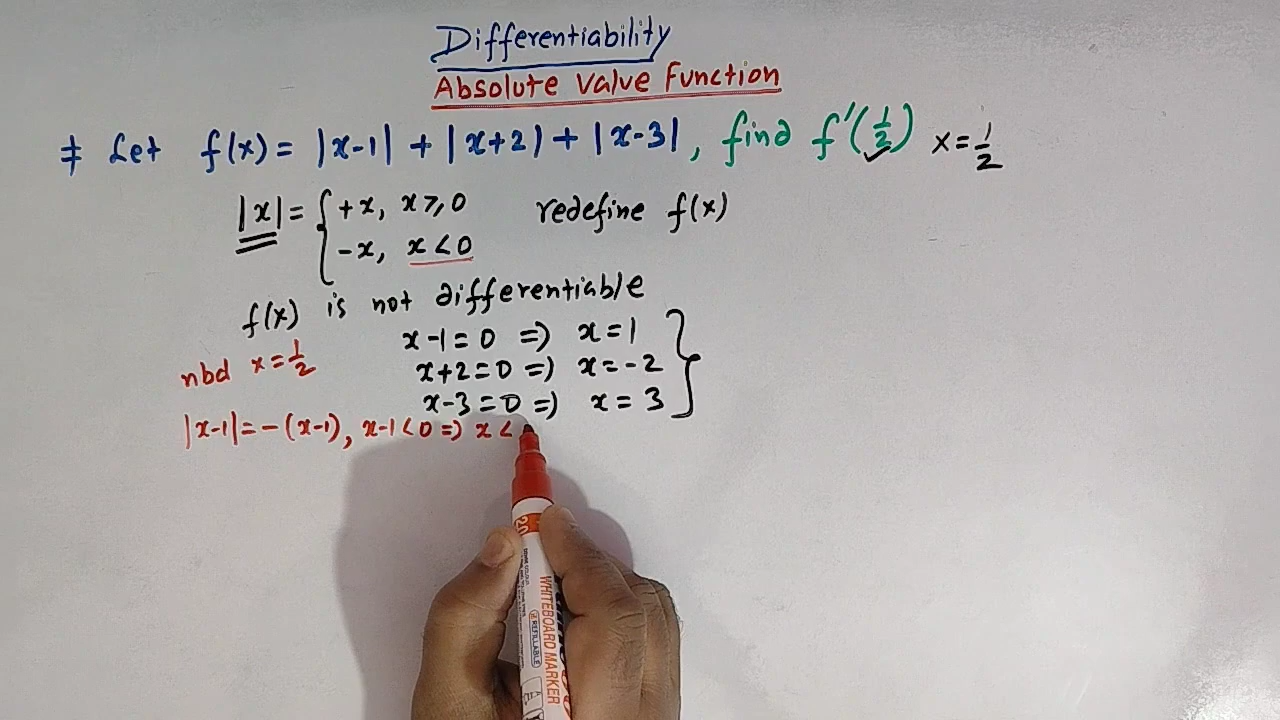 Differentiability
Absolute Value Function
⇒ Let f(x) = |x-1| + |x+2| + |x-3|, find f'(1/2) x = 1/2
|x| = { +x, x ≥ 0
-x, x < 0
redefine f(x)
f(x) is not differentiable
x-1 = 0 => x = 1
x+2 = 0 => x = -2
x-3 = 0 => x = 3
nbd x = 1/2
|x-1| = -(x-1), x-1 < 0 => x <
WHITEBOARD MARKER
REFILLABLE